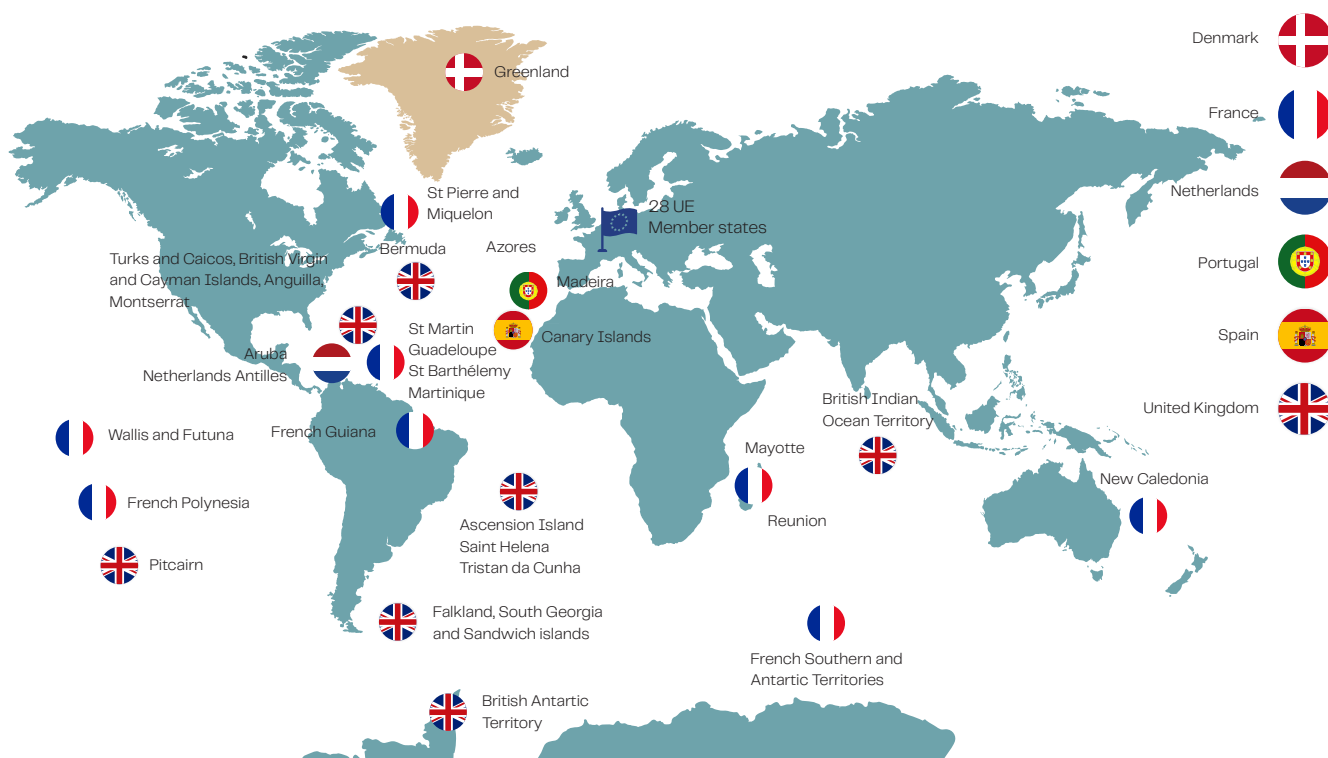 Denmark
Greenland
France
Netherlands
St Pierre and
Miquelon
28 UE
Member states
Bermuda
Azores
Turks and Caicos, British Virgin
and Cayman Islands, Anguilla,
Montserrat
Portugal
Madeira
Spain
Canary Islands
St Martin
Guadeloupe
St Barthélemy
Martinique
Aruba
Netherlands Antilles
British Indian
Ocean Territory
United Kingdom
Wallis and Futuna
French Guiana
Mayotte
New Caledonia
French Polynesia
Reunion
Ascension Island
Saint Helena
Tristan da Cunha
Pitcairn
Falkland, South Georgia
and Sandwich islands
French Southern and
Antartic Territories
British Antartic
Territory